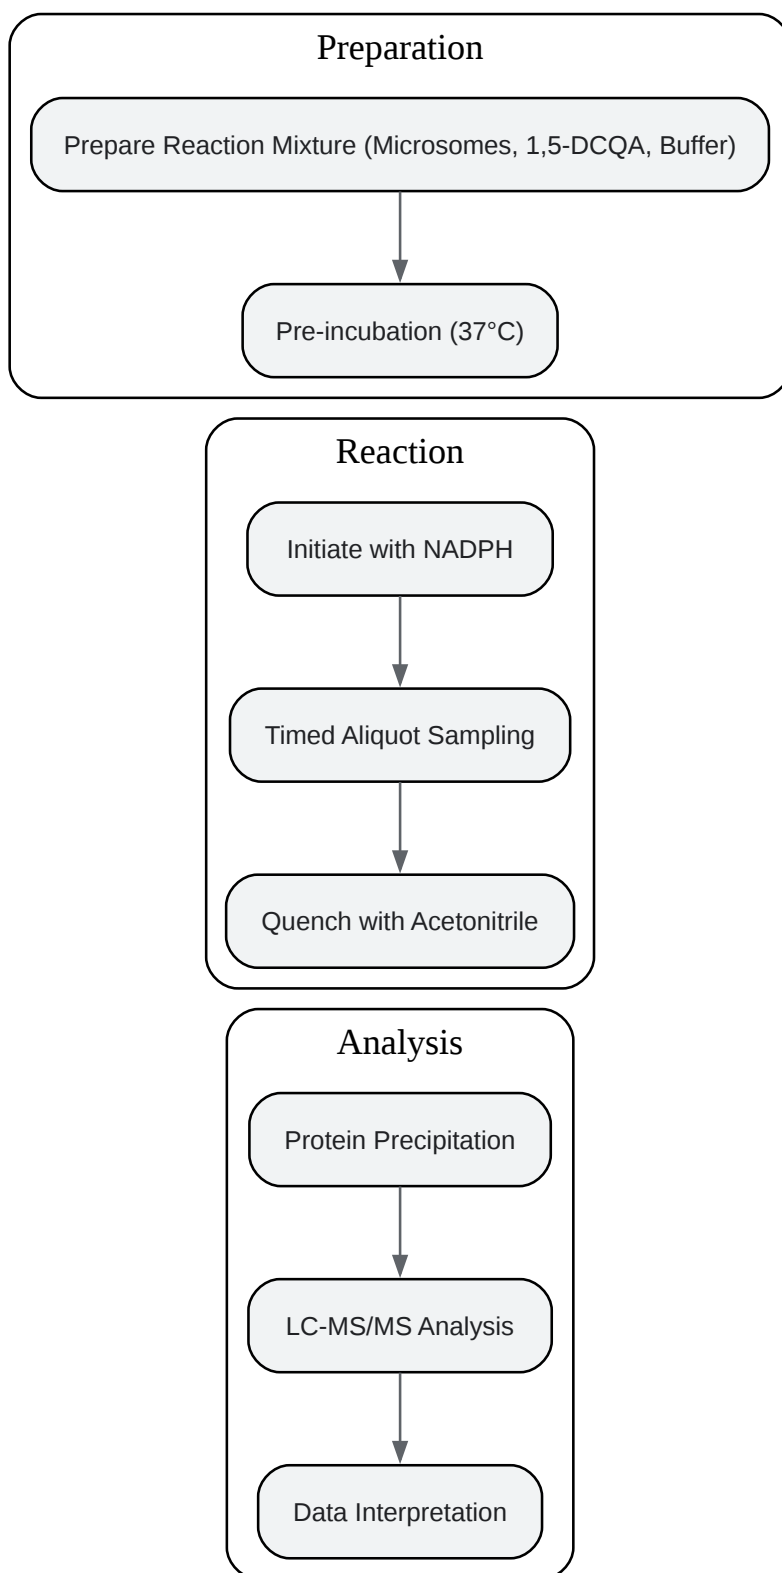 Preparation
Prepare Reaction Mixture (Microsomes, 1,5-DCQA, Buffer)
Pre-incubation (37°C)
Reaction
Initiate with NADPH
Timed Aliquot Sampling
Quench with Acetonitrile
Analysis
Protein Precipitation
LC-MS/MS Analysis
Data Interpretation